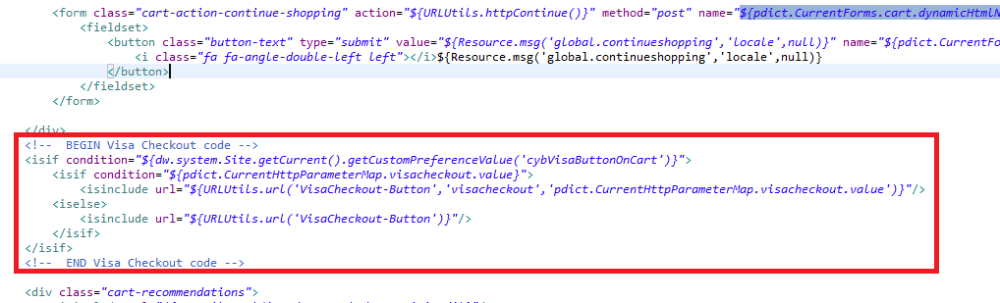 <form class="cart-action-continue-shopping" action="${URLUtils.httpContinue()}" method="post" name="${pdict.CurrentForms.cart.dynamicHtmlN
<fieldset>
<button class="button-text" type="submit" value="${Resource.msg('global.continueshopping','locale',null)}" name="${pdict.CurrentFo
<i class="fa fa-angle-double-left left"></i>${Resource.msg('global.continueshopping','locale',null)}
</button>
</fieldset>
</form>
</div>
<!--  BEGIN Visa Checkout code -->
<isif condition="${dw.system.Site.getCurrent().getCustomPreferenceValue('cybVisaButtonOnCart')}">
<isif condition="${pdict.CurrentHttpParameterMap.visacheckout.value}">
<isinclude url="${URLUtils.url('VisaCheckout-Button','visacheckout','pdict.CurrentHttpParameterMap.visacheckout.value')}"/>
<iselse>
<isinclude url="${URLUtils.url('VisaCheckout-Button')}"/>
</isif>
</isif>
<!--  END Visa Checkout code -->
<div class="cart-recommendations">